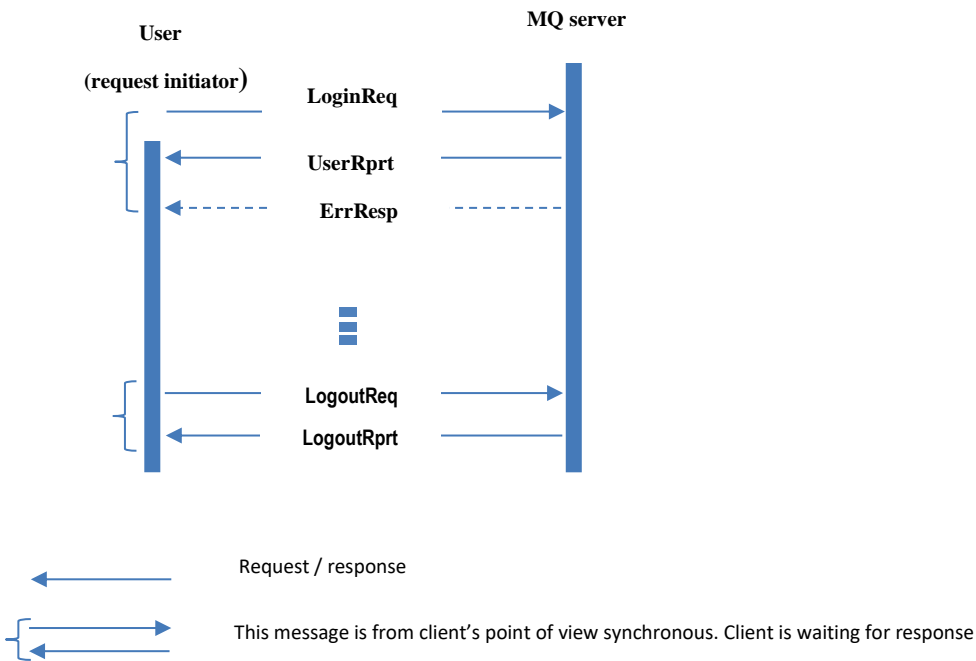 User
MQ server
(request initiator)
LoginReq
UserRprt
ErrResp
LogoutReq
LogoutRprt
Request / response
This message is from client’s point of view synchronous. Client is waiting for response